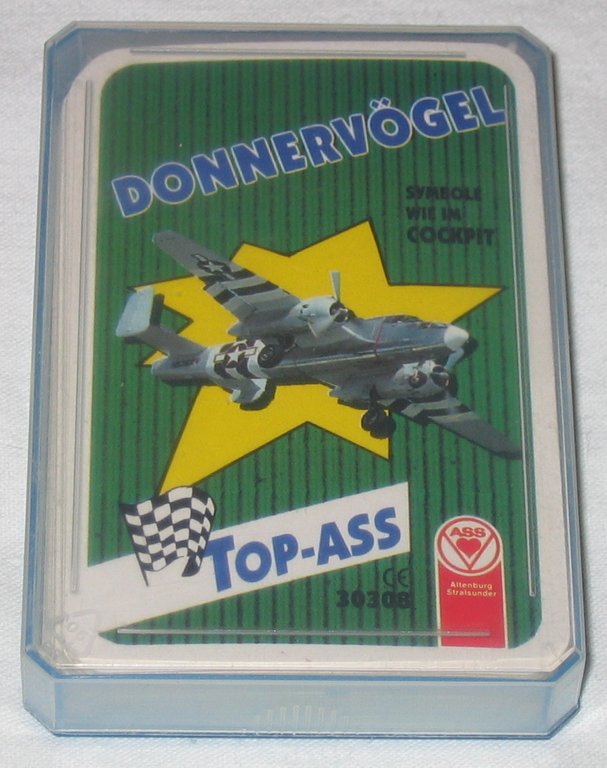 DONNERVÖGEL
SYMBOLE
WIE IM
COCKPIT
TOP-ASS
CE
30308
ASS
Altenburg
Stralsunder